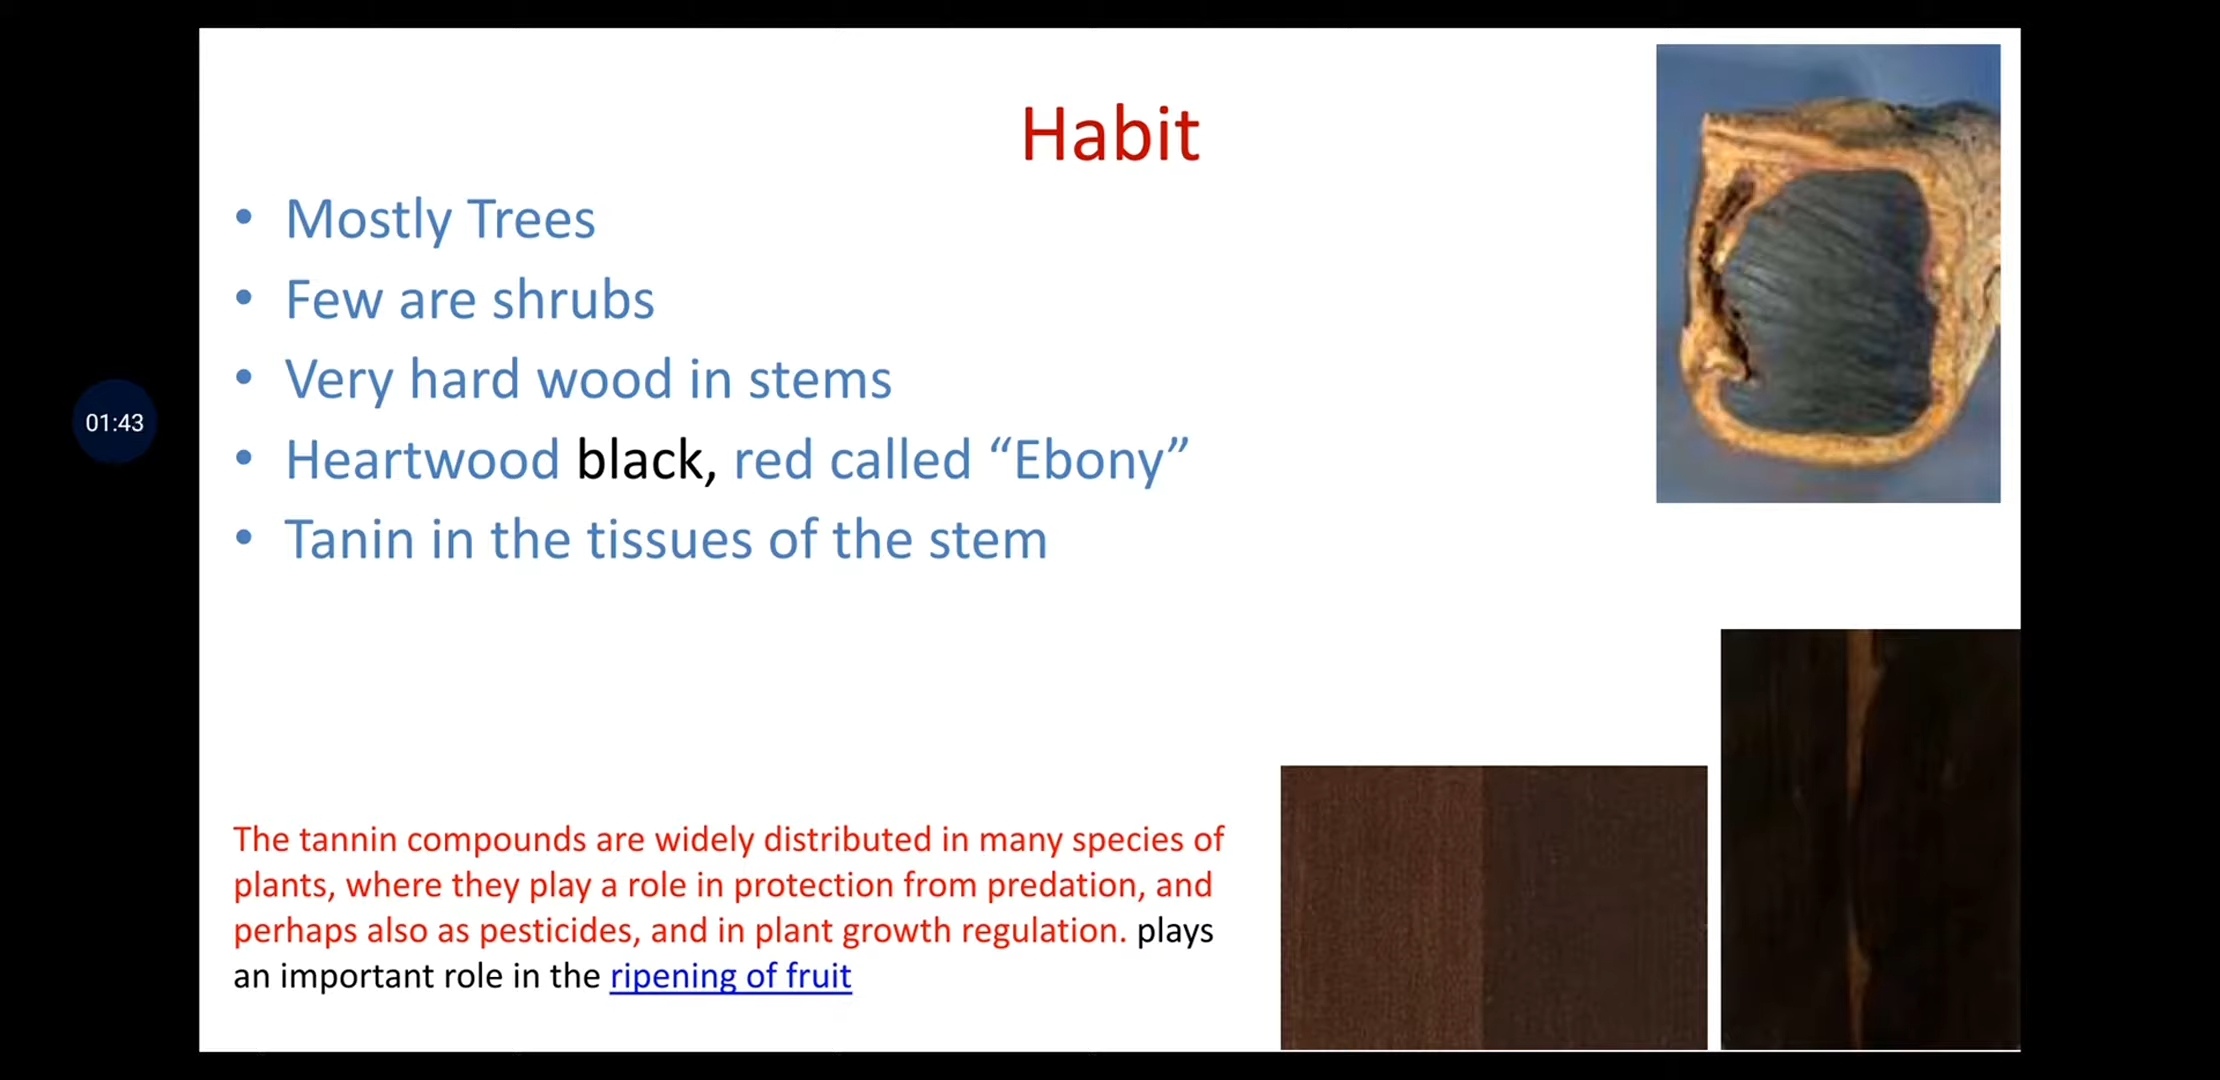 Habit
• Mostly Trees
• Few are shrubs
• Very hard wood in stems
• Heartwood black, red called “Ebony”
• Tanin in the tissues of the stem
01:43
The tannin compounds are widely distributed in many species of
plants, where they play a role in protection from predation, and
perhaps also as pesticides, and in plant growth regulation. plays
an important role in the ripening of fruit